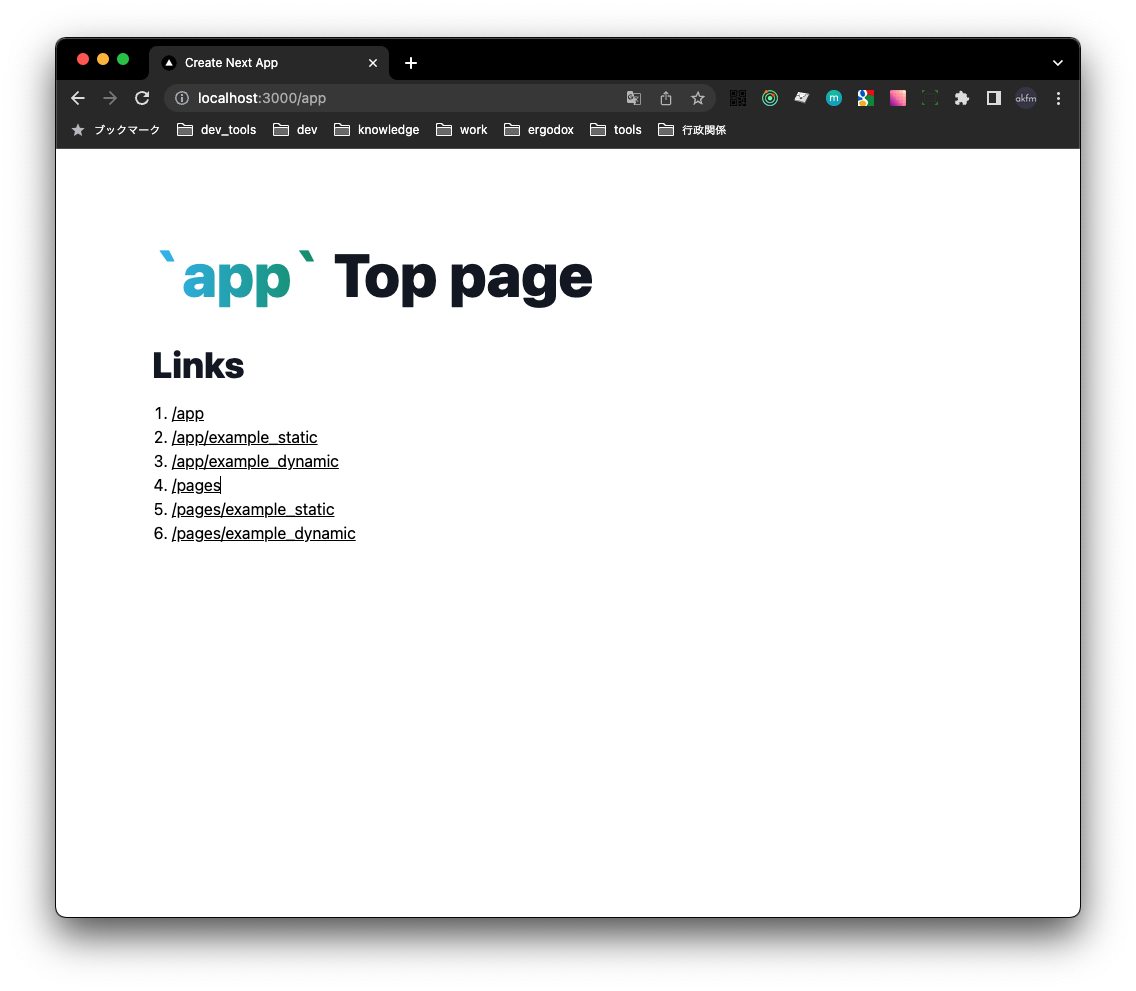 Create Next App
localhost:3000/app
m
akfm
ブックマーク dev_tools dev knowledge work ergodox tools 行政関係
`app` Top page
Links
1. /app
2. /app/example_static
3. /app/example_dynamic
4. /pages
5. /pages/example_static
6. /pages/example_dynamic